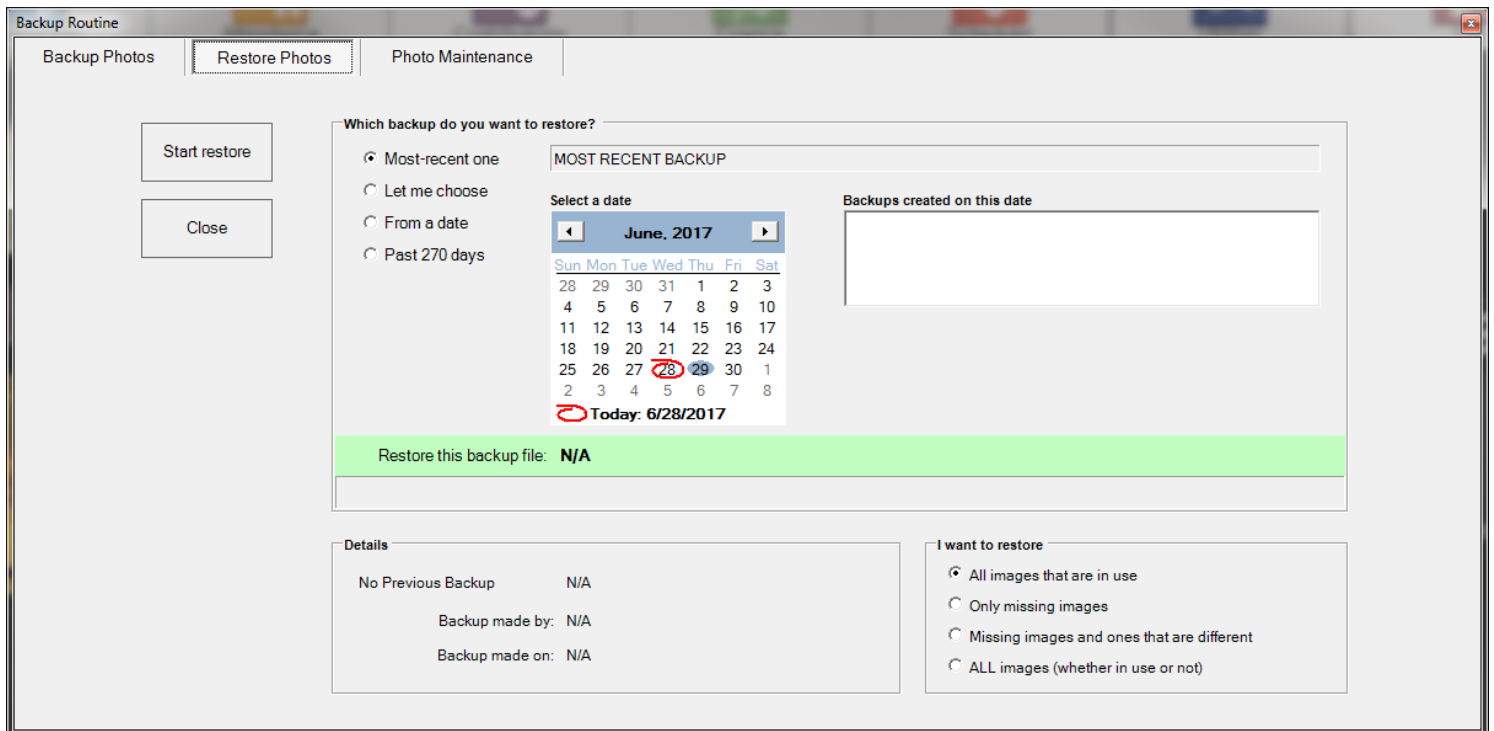 Backup Routine
Backup Photos Restore Photos Photo Maintenance
Start restore
Close
Which backup do you want to restore?
Most-recent one MOST RECENT BACKUP
Let me choose
From a date
Past 270 days
Select a date
June, 2017
Sun Mon Tue Wed Thu Fri Sat
28 29 30 31 1 2 3
4 5 6 7 8 9 10
11 12 13 14 15 16 17
18 19 20 21 22 23 24
25 26 27 28 29 30 1
2 3 4 5 6 7 8
Today: 6/28/2017
Backups created on this date
Restore this backup file: N/A
Details
No Previous Backup N/A
Backup made by: N/A
Backup made on: N/A
I want to restore
All images that are in use
Only missing images
Missing images and ones that are different
ALL images (whether in use or not)